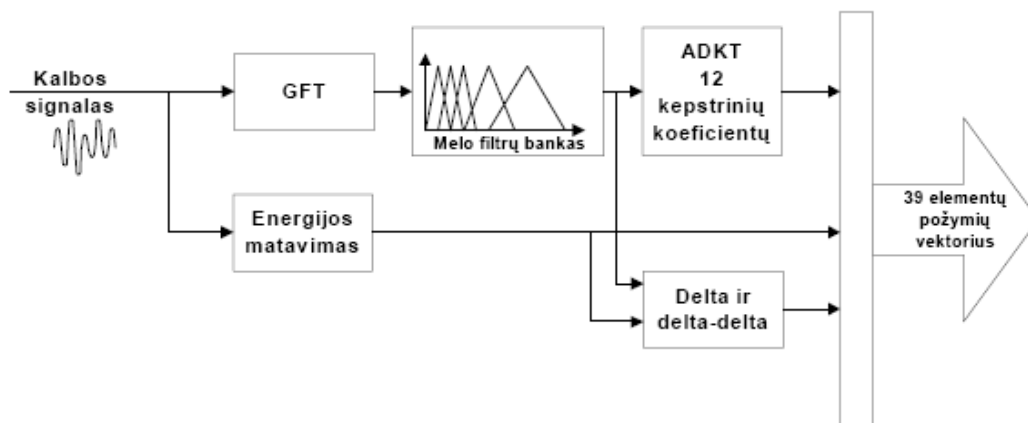 Kalbos
signalas
GFT
Melo filtrų bankas
ADKT
12
kepstrinių
koeficientų
Energijos
matavimas
Delta ir
delta-delta
39 elementų
požymių
vektorius